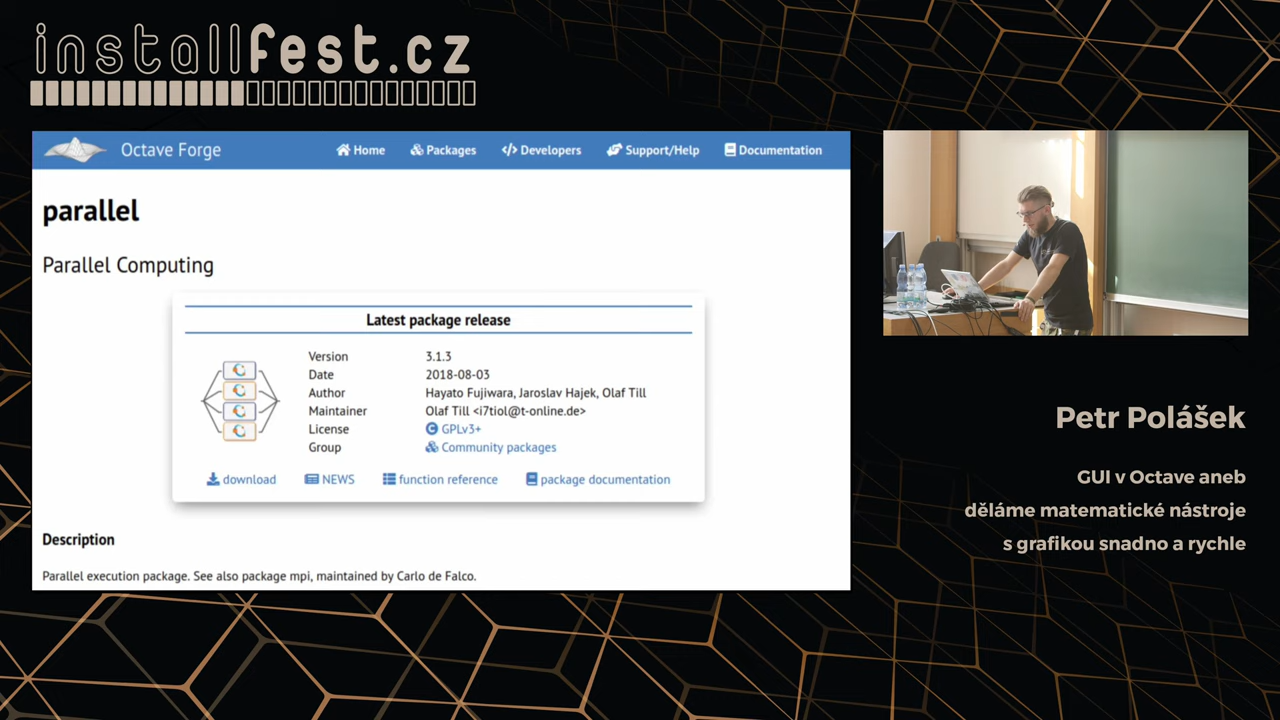 installfest.cz
Octave Forge
Home
Packages
Developers
Support/Help
Documentation
parallel
Parallel Computing
Latest package release
Version 3.1.3
Date 2018-08-03
Author Hayato Fujiwara, Jaroslav Hajek, Olaf Till
Maintainer Olaf Till <i7tiol@t-online.de>
License GPLv3+
Group Community packages
download
NEWS
function reference
package documentation
Description
Parallel execution package. See also package mpi, maintained by Carlo de Falco.
Petr Polášek
GUI v Octave aneb
děláme matematické nástroje
s grafikou snadno a rychle